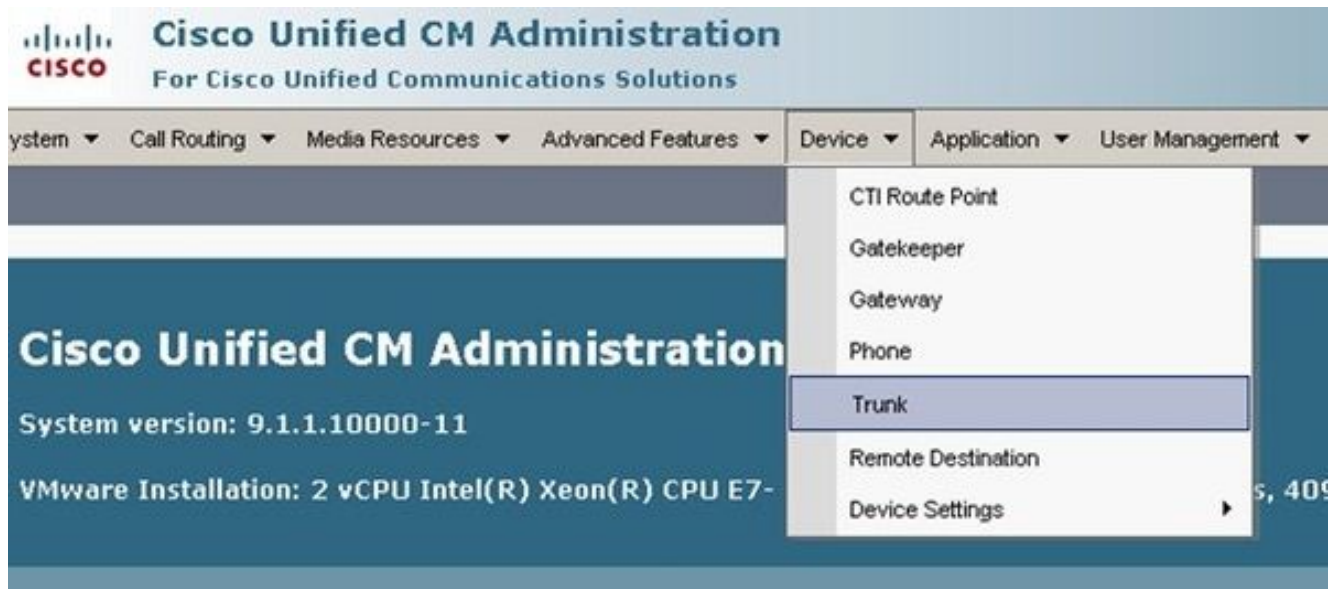 CISCO
Cisco Unified CM Administration
For Cisco Unified Communications Solutions
ystem Call Routing Media Resources Advanced Features Device Application User Management
CTI Route Point
Gatekeeper
Gateway
Phone
Trunk
Remote Destination
Device Settings
Cisco Unified CM Administration
System version: 9.1.1.10000-11
VMware Installation: 2 vCPU Intel(R) Xeon(R) CPU E7- s, 409